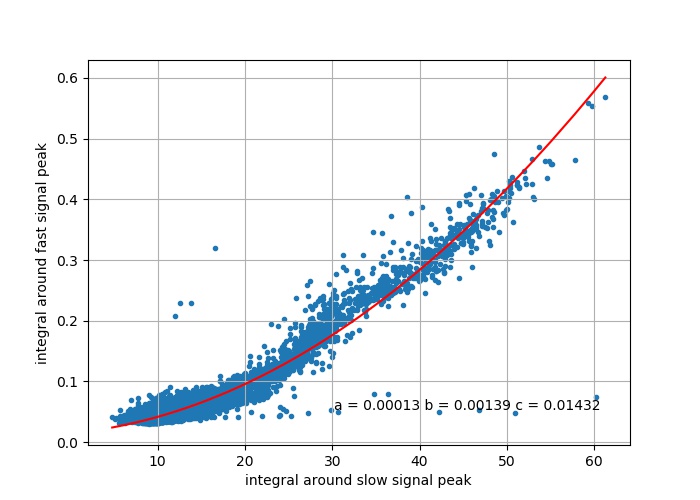 0.6
0.5
0.4
0.3
0.2
0.1
0.0
integral around fast signal peak
a = 0.00013 b = 0.00139 c = 0.01432
10 20 30 40 50 60
integral around slow signal peak